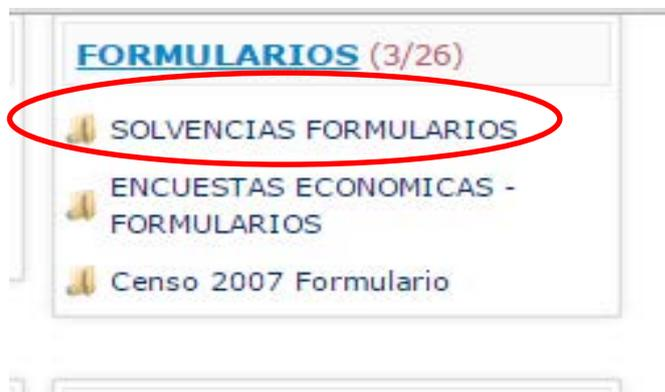 FORMULARIOS (3/26)
SOLVENCIAS FORMULARIOS
ENCUESTAS ECONOMICAS -
FORMULARIOS
Censo 2007 Formulario